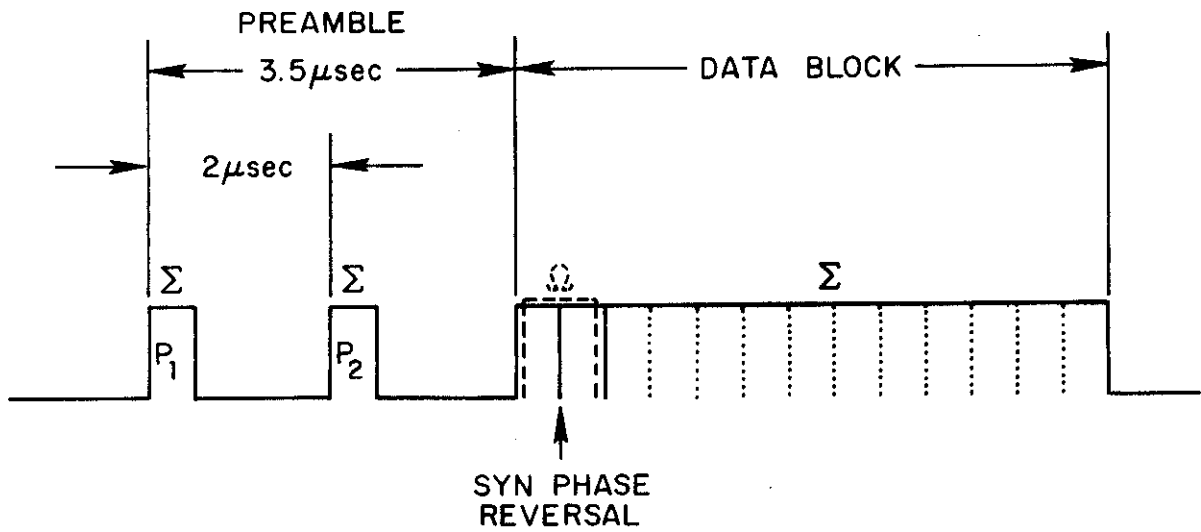 PREAMBLE
3.5μsec
DATA BLOCK
2μsec
Σ
Σ
Ω
Σ
P₁
P₂
SYN PHASE
REVERSAL